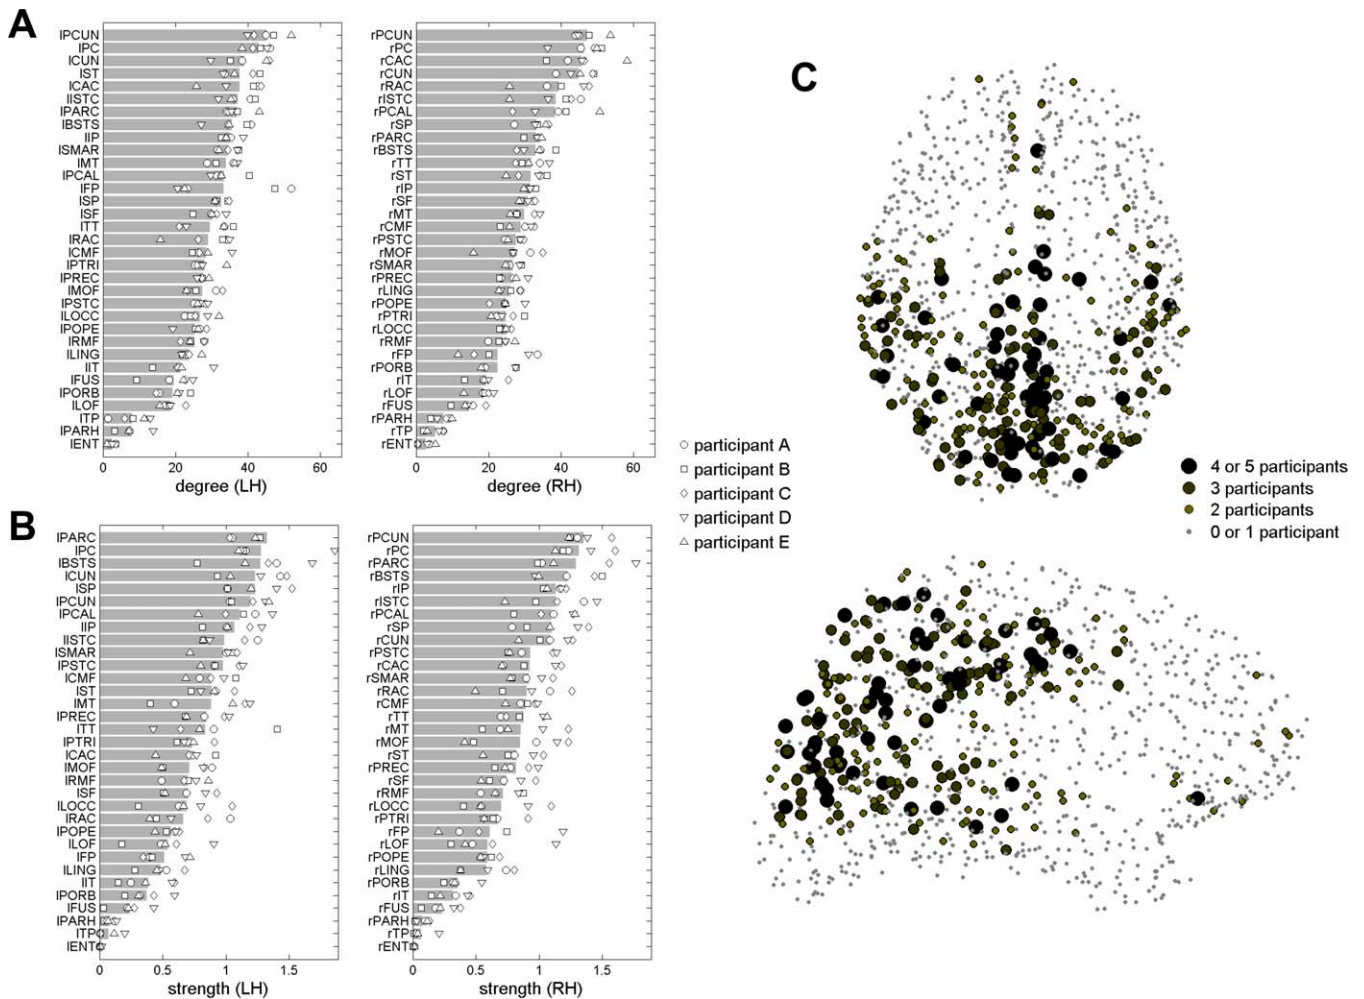 A
lPCUN
lPC
lCUN
lST
lCAC
lISTC
lPARC
lBSTS
lIP
lSMAR
lMT
lPCAL
lFP
lSP
lSF
lTT
lRAC
lCMF
lPTRI
lPREC
lMOF
lPSTC
lLOCC
lPOPE
lRMF
lLING
lIT
lFUS
lPORB
lLOF
lTP
lPARH
lENT
0 20 40 60
degree (LH)
rPCUN
rPC
rCAC
rCUN
rRAC
rISTC
rPCAL
rSP
rPARC
rBSTS
rTT
rST
rIP
rSF
rMT
rCMF
rPSTC
rMOF
rSMAR
rPREC
rLING
rPOPE
rPTRI
rLOCC
rRMF
rFP
rPORB
rIT
rLOF
rFUS
rPARH
rTP
rENT
0 20 40 60
degree (RH)
participant A
participant B
participant C
participant D
participant E
B
lPARC
lPC
lBSTS
lCUN
lSP
lPCUN
lPCAL
lIP
lISTC
lSMAR
lPSTC
lCMF
lST
lMT
lPREC
lTT
lPTRI
lCAC
lMOF
lRMF
lSF
lLOCC
lRAC
lPOPE
lLOF
lFP
lLING
lIT
lPORB
lFUS
lPARH
lTP
lENT
0 0.5 1 1.5
strength (LH)
rPCUN
rPC
rPARC
rBSTS
rIP
rISTC
rPCAL
rSP
rCUN
rPSTC
rCAC
rSMAR
rRAC
rCMF
rTT
rMT
rMOF
rST
rPREC
rSF
rRMF
rLOCC
rPTRI
rFP
rLOF
rPOPE
rLING
rPORB
rIT
rFUS
rPARH
rTP
rENT
0 0.5 1 1.5
strength (RH)
C
4 or 5 participants
3 participants
2 participants
0 or 1 participant